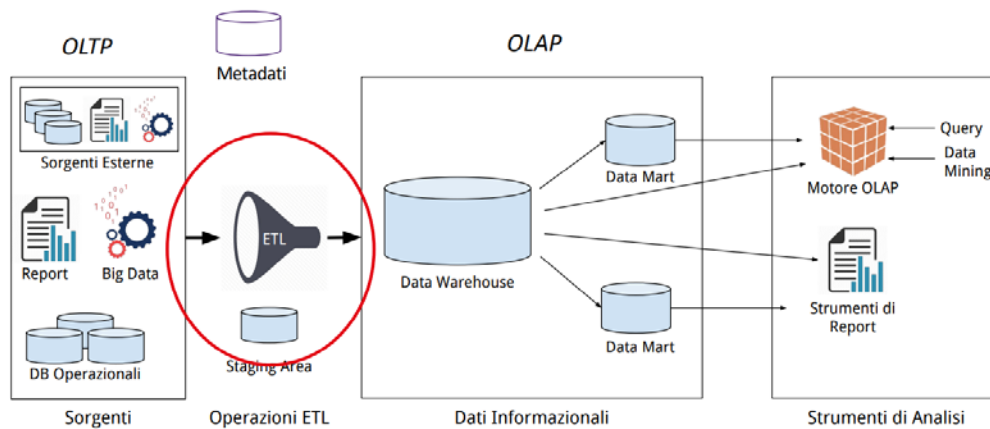 OLTP
Metadati
OLAP
Sorgenti Esterne
Report
Big Data
DB Operazionali
ETL
Staging Area
Data Warehouse
Data Mart
Data Mart
Motore OLAP
Query
Data
Mining
Strumenti di
Report
Sorgenti
Operazioni ETL
Dati Informazionali
Strumenti di Analisi